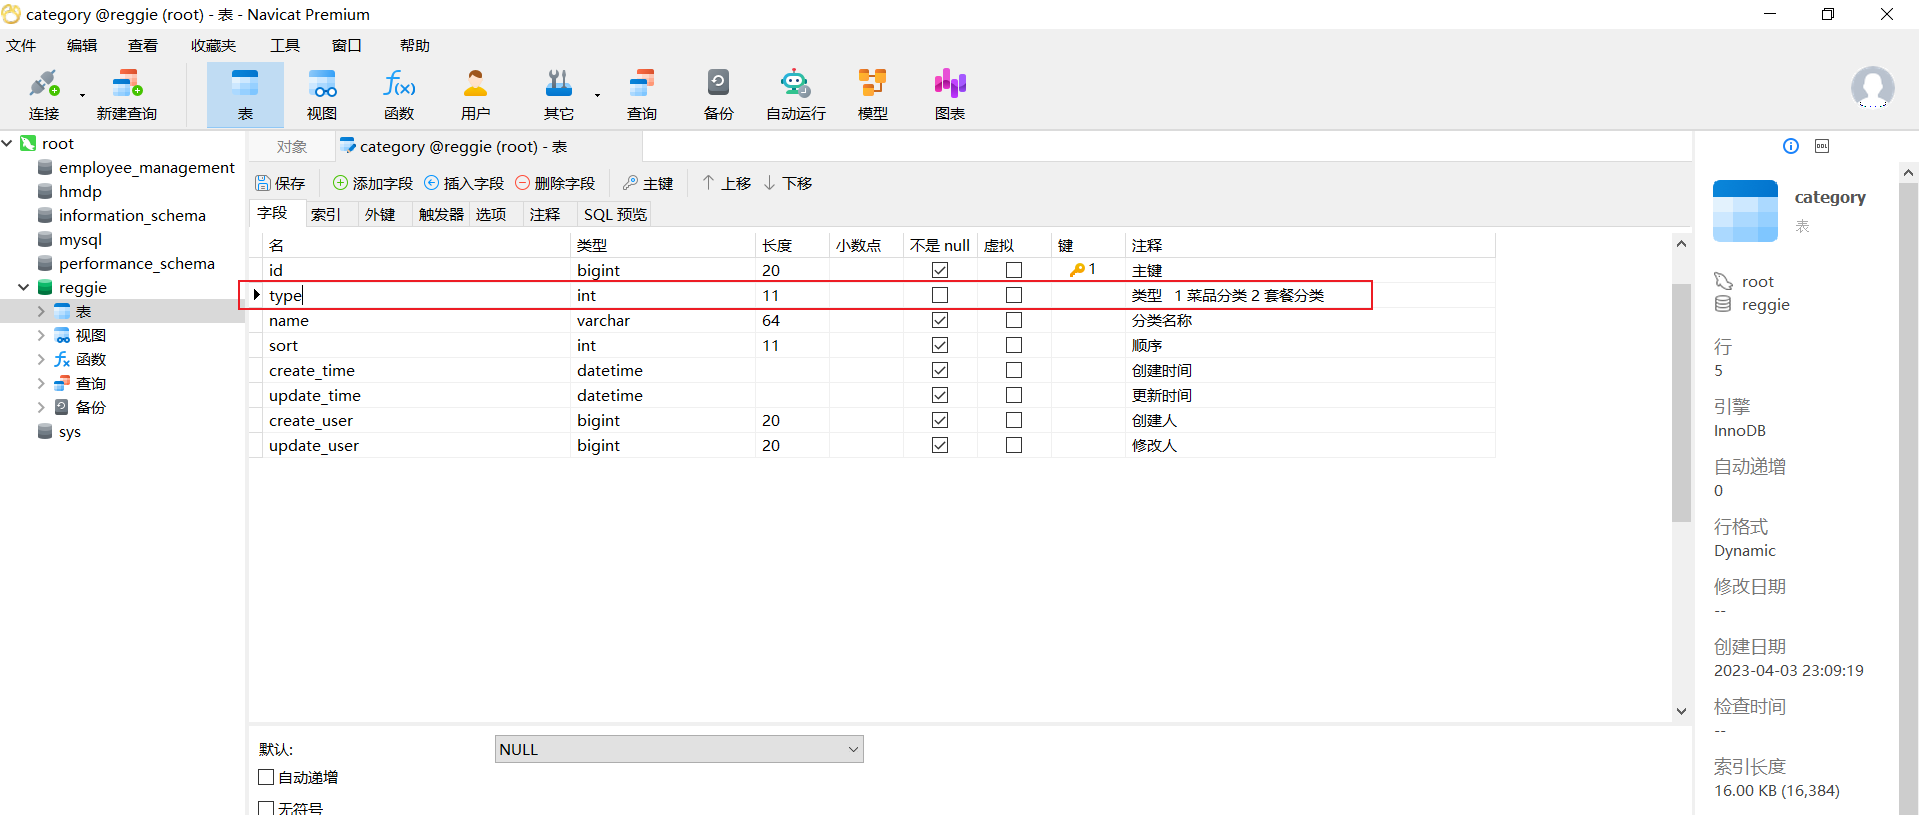 category @reggie (root) - 表 - Navicat Premium
文件 编辑 查看 收藏夹 工具 窗口 帮助
连接 新建查询 表 视图 函数 用户 其它 查询 备份 自动运行 模型 图表
root
employee_management
hmdp
information_schema
mysql
performance_schema
reggie
表
视图
函数
查询
备份
sys
对象 category @reggie (root) - 表
保存 添加字段 插入字段 删除字段 主键 上移 下移
字段 索引 外键 触发器 选项 注释 SQL 预览
名 类型 长度 小数点 不是 null 虚拟 键 注释
id bigint 20 1 主键
type int 11 类型 1 菜品分类 2 套餐分类
name varchar 64 分类名称
sort int 11 顺序
create_time datetime 创建时间
update_time datetime 更新时间
create_user bigint 20 创建人
update_user bigint 20 修改人
默认: NULL
自动递增
无符号
DDL
category
表
root
reggie
行
5
引擎
InnoDB
自动递增
0
行格式
Dynamic
修改日期
--
创建日期
2023-04-03 23:09:19
检查时间
--
索引长度
16.00 KB (16,384)